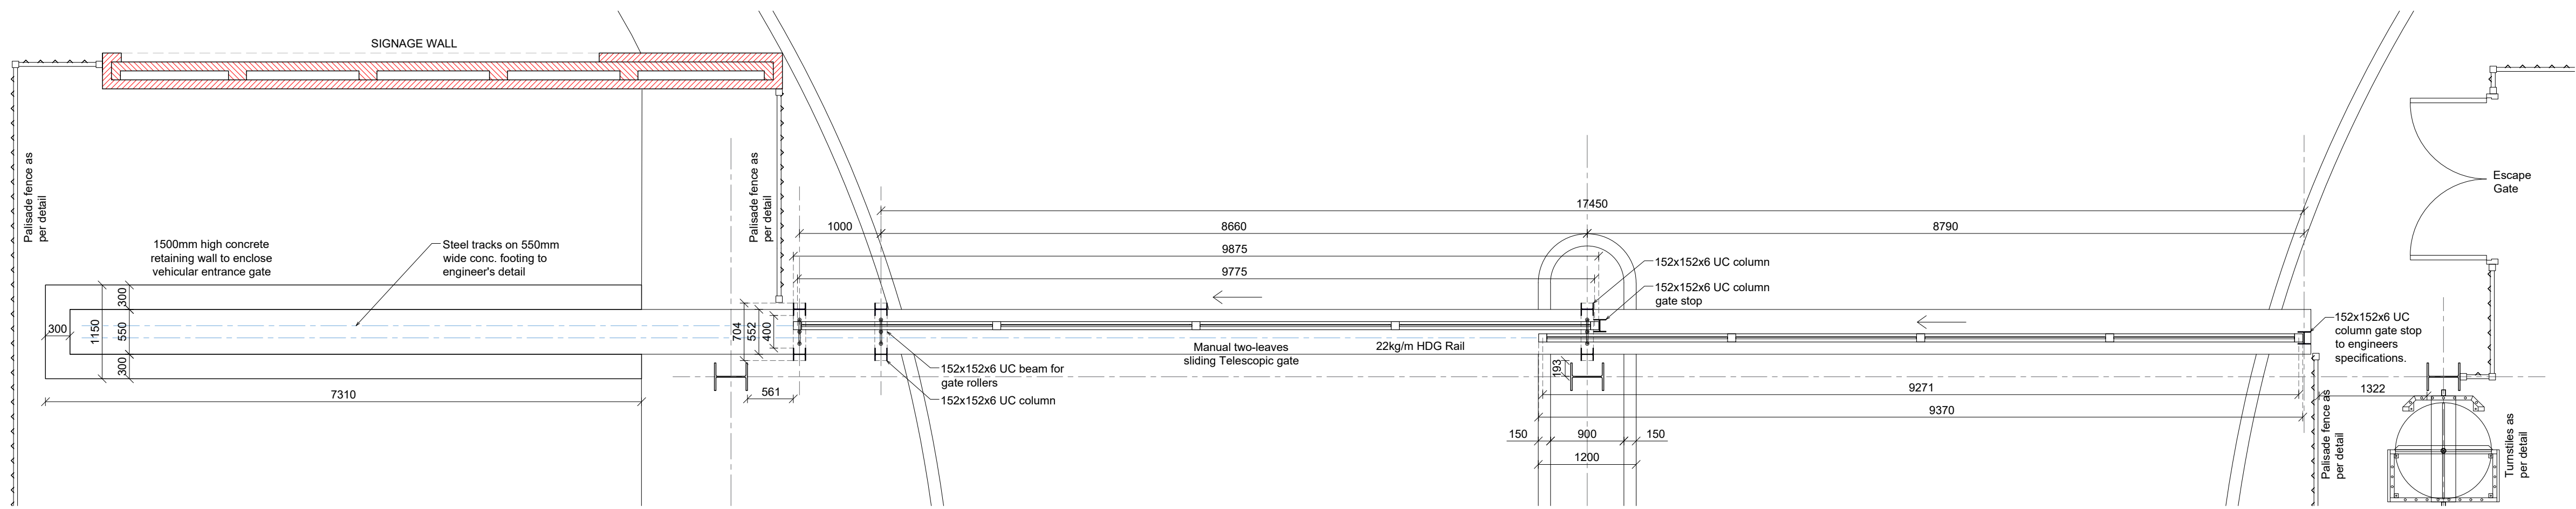 SIGNAGE WALL
Palisade fence as
per detail
1500mm high concrete
retaining wall to enclose
vehicular entrance gate
Steel tracks on 550mm
wide conc. footing to
engineer's detail
Palisade fence as
per detail
300
1150
300
550
300
7310
17450
1000
8660
8790
9875
9775
704
552
400
561
152x152x6 UC column
152x152x6 UC column
gate stop
Manual two-leaves
sliding Telescopic gate
22kg/m HDG Rail
152x152x6 UC beam for
gate rollers
152x152x6 UC column
193
9271
9370
150
900
150
1200
152x152x6 UC
column gate stop
to engineers
specifications.
1322
Palisade fence as
per detail
Escape
Gate
Turnstiles as
per detail